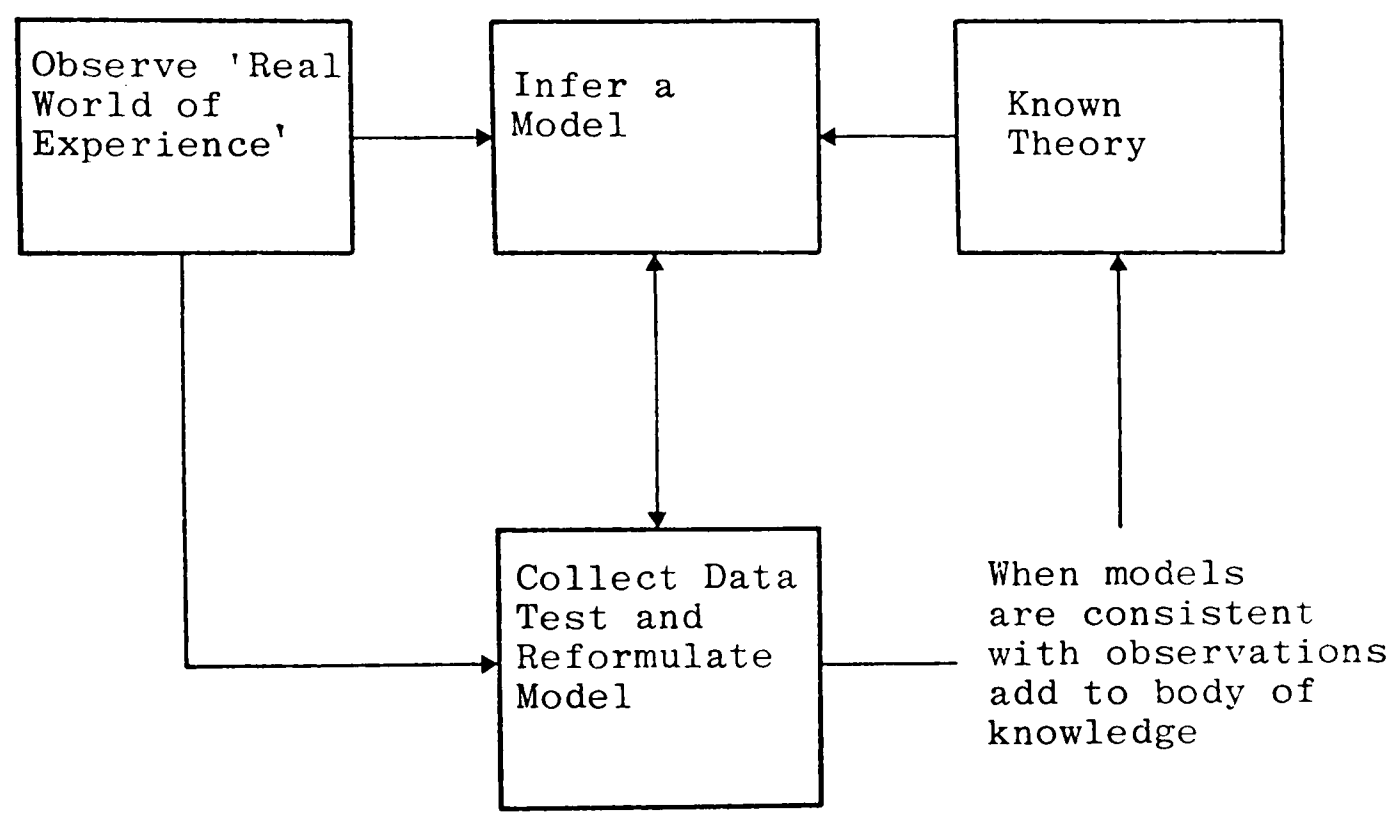 Observe 'Real
World of
Experience'
Infer a
Model
Known
Theory
Collect Data
Test and
Reformulate
Model
When models
are consistent
with observations
add to body of
knowledge